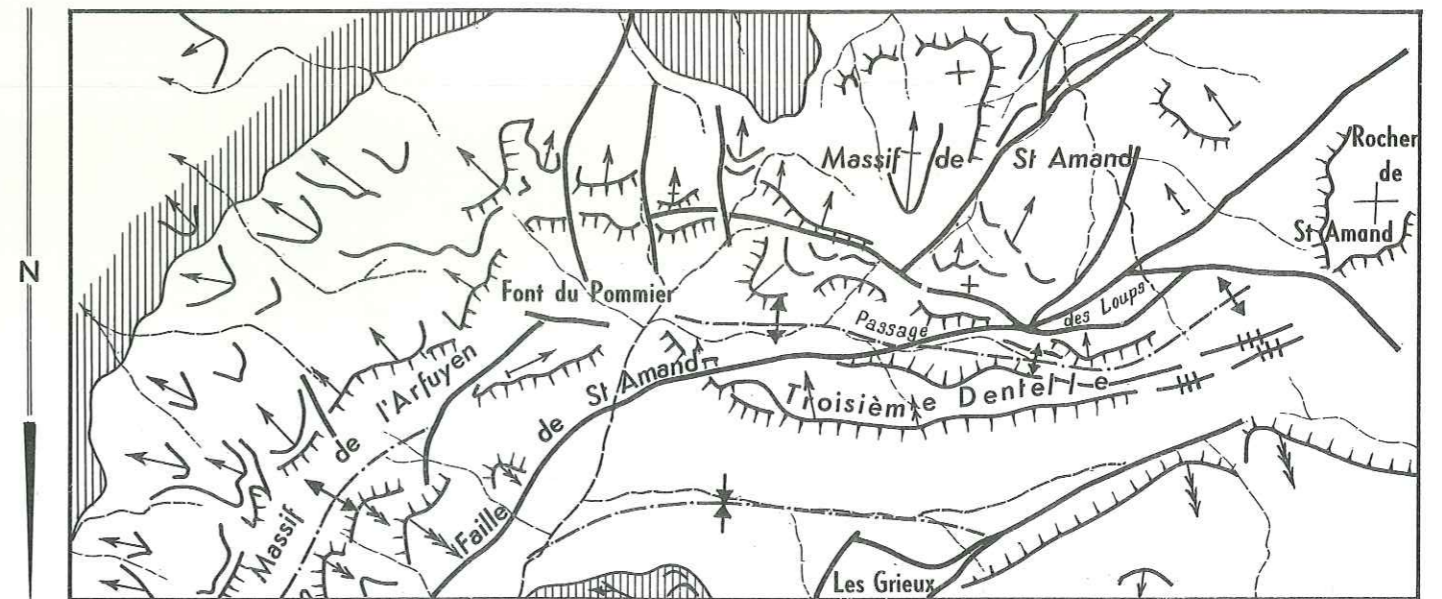 N
Massif de St Amand
Rocher
de
St Amand
Font du Pommier
Passage des Loups
Massif de l'Arfuyen
Faille de St Amand
Troisième Dentelle
Les Grieux